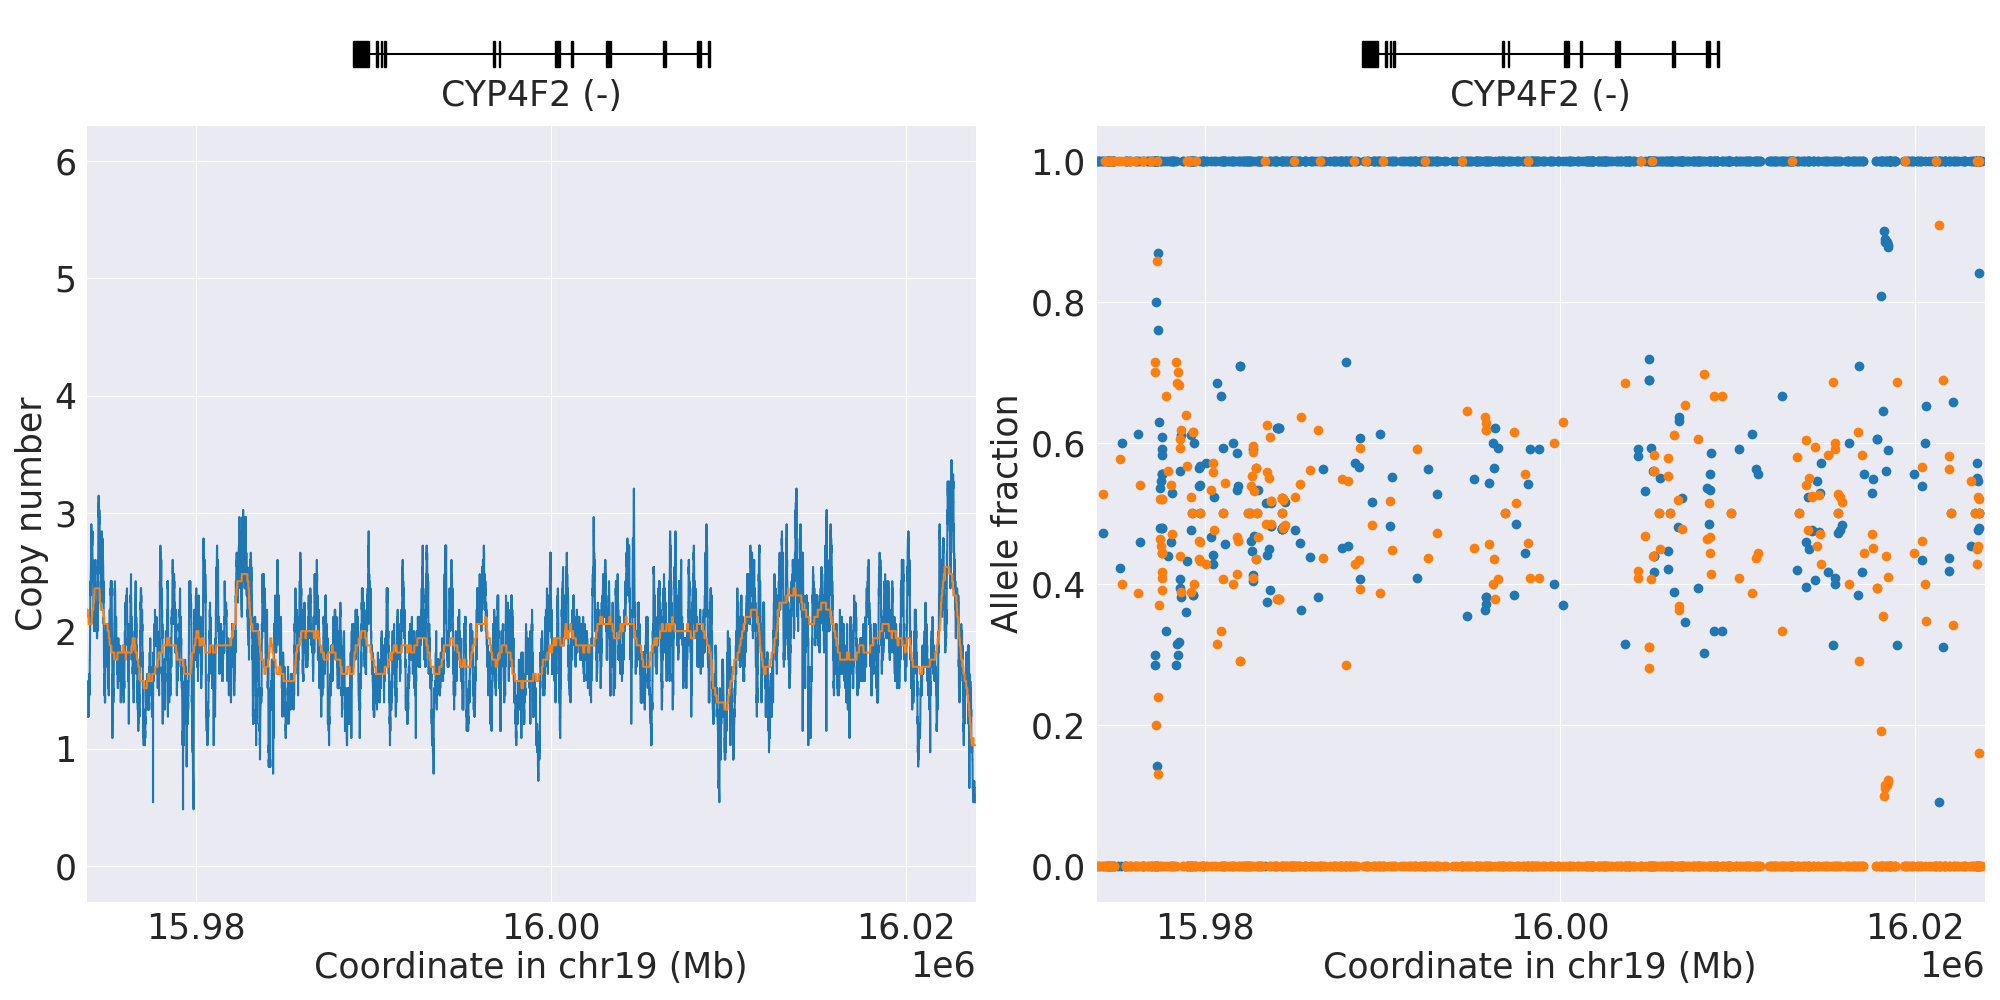 CYP4F2 (-)
6
5
4
3
2
1
0
Copy number
15.98
16.00
16.02
Coordinate in chr19 (Mb)
1e6
CYP4F2 (-)
1.0
0.8
0.6
0.4
0.2
0.0
Allele fraction
15.98
16.00
16.02
Coordinate in chr19 (Mb)
1e6